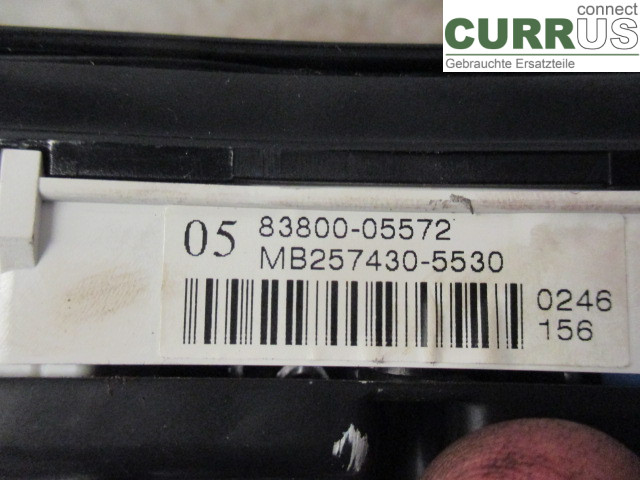 connect
CURRUS
Gebrauchte Ersatzteile
05 83800-05572
MB257430-5530
0246
156